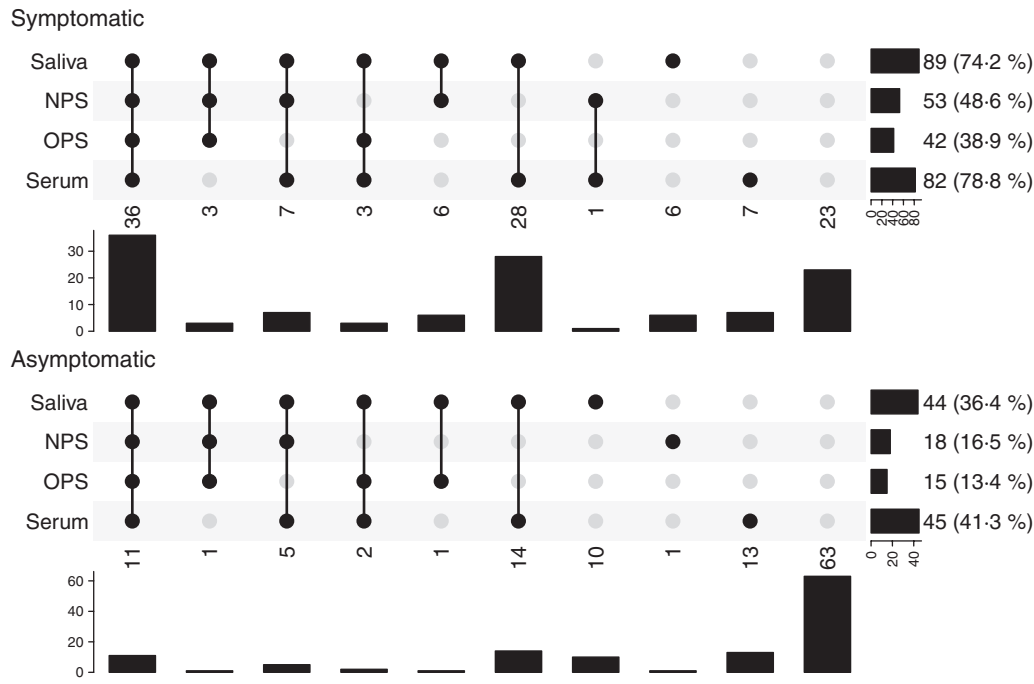 Symptomatic
Saliva 89 (74·2 %)
NPS 53 (48·6 %)
OPS 42 (38·9 %)
Serum 82 (78·8 %)
36 3 7 3 6 28 1 6 7 23
0 20 40 60 80
30
20
10
0
Asymptomatic
Saliva 44 (36·4 %)
NPS 18 (16·5 %)
OPS 15 (13·4 %)
Serum 45 (41·3 %)
11 1 5 2 1 14 10 1 13 63
0 20 40
60
40
20
0